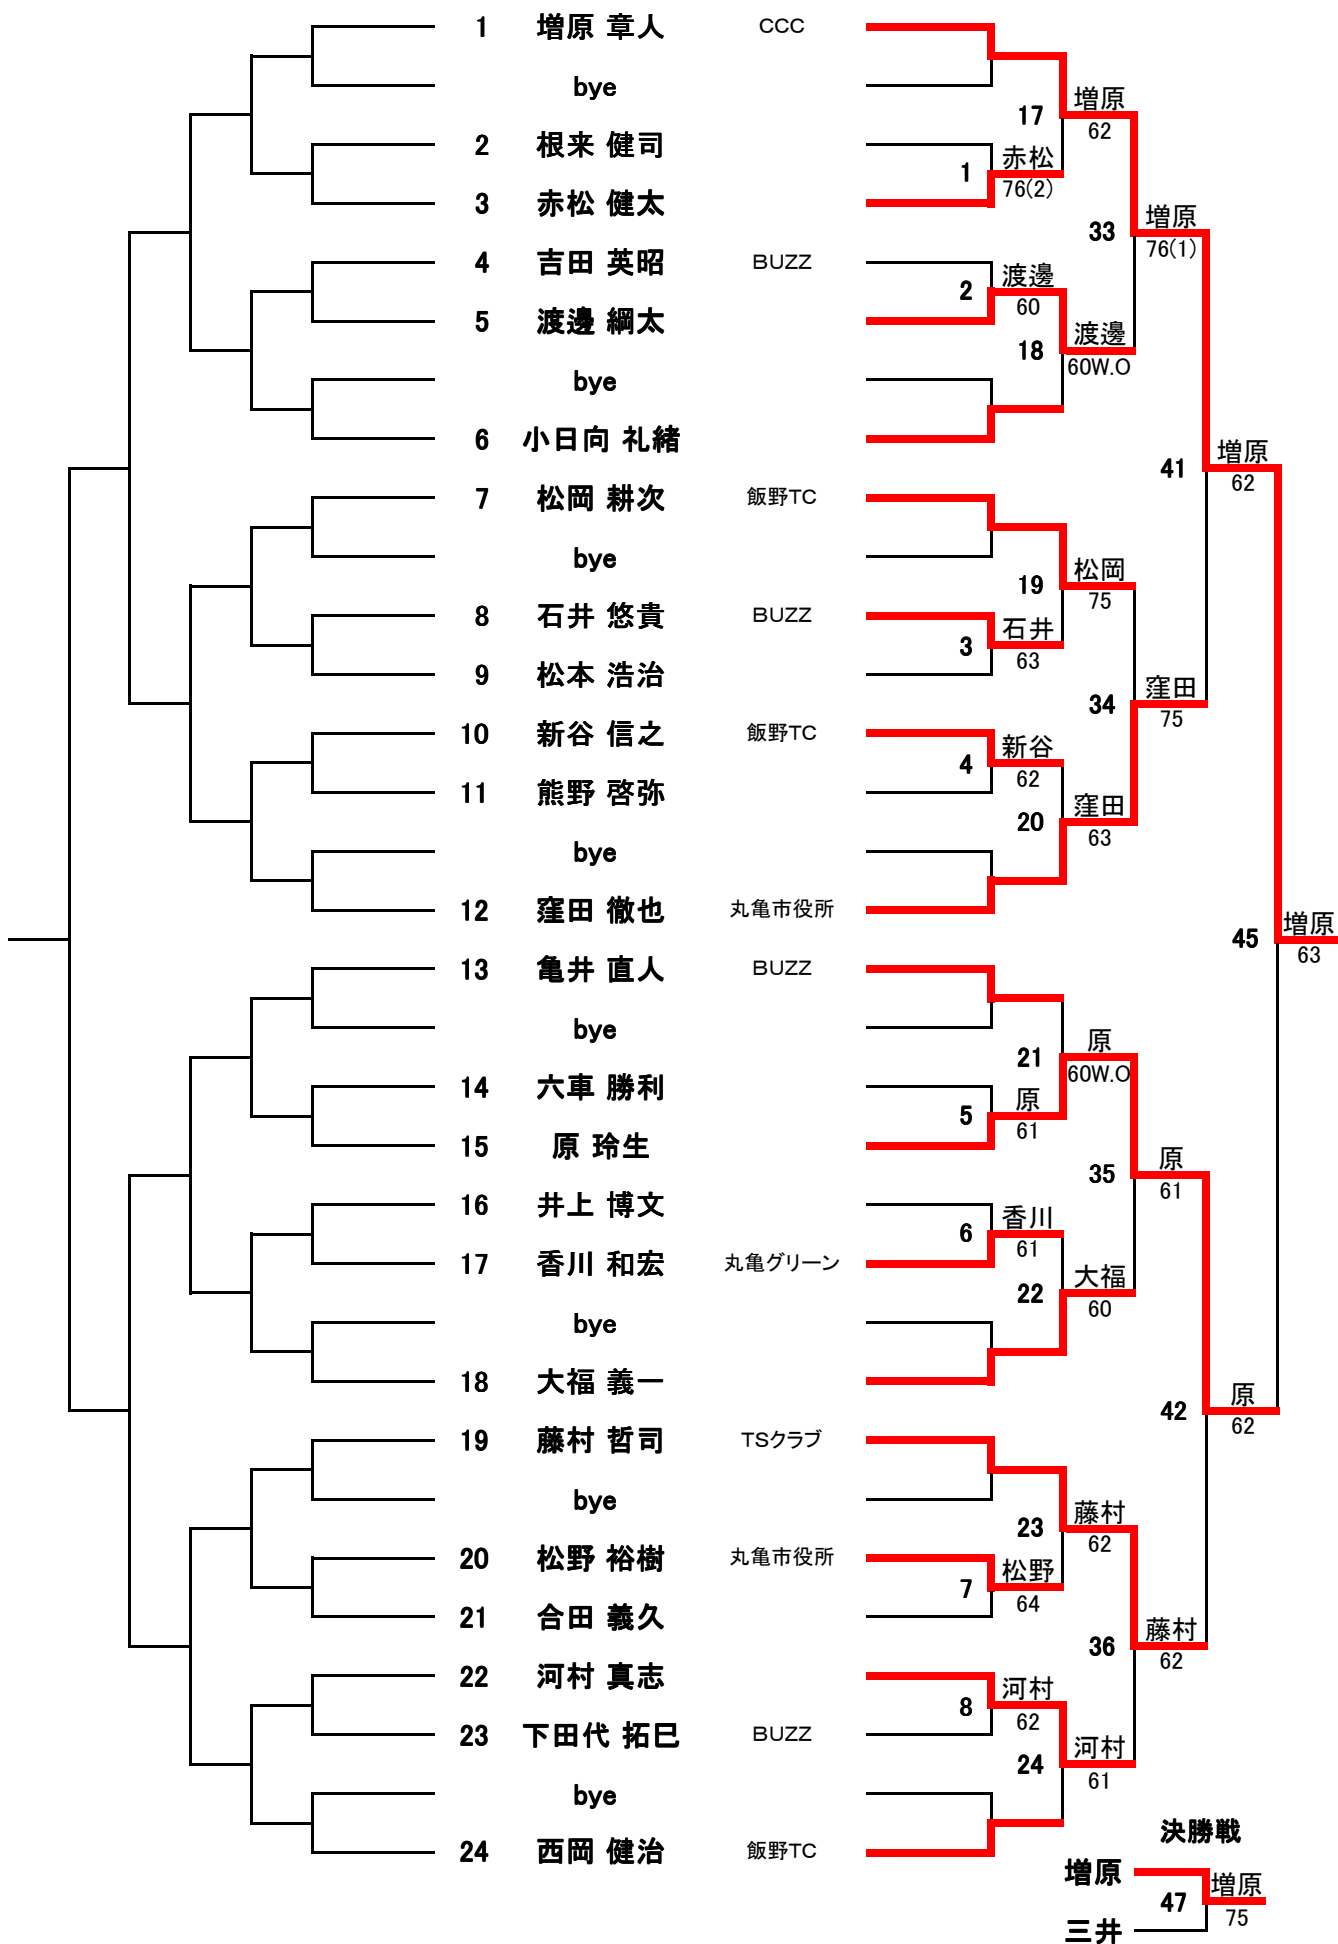 1 増原 章人 CCC
bye
17 増原
62
2 根来 健司
1 赤松
76(2)
3 赤松 健太
33 増原
76(1)
4 吉田 英昭 BUZZ
2 渡邊
60
5 渡邊 綱太
18 渡邊
60W.O
bye
6 小日向 礼緒
41 増原
62
7 松岡 耕次 飯野TC
bye
19 松岡
75
8 石井 悠貴 BUZZ
3 石井
63
9 松本 浩治
34 窪田
75
10 新谷 信之 飯野TC
4 新谷
62
11 熊野 啓弥
20 窪田
63
bye
12 窪田 徹也 丸亀市役所
45 増原
63
13 亀井 直人 BUZZ
bye
21 原
60W.O
14 六車 勝利
5 原
61
15 原 玲生
35 原
61
16 井上 博文
6 香川
61
17 香川 和宏 丸亀グリーン
22 大福
60
bye
18 大福 義一
42 原
62
19 藤村 哲司 TSクラブ
bye
23 藤村
62
20 松野 裕樹 丸亀市役所
7 松野
64
21 合田 義久
36 藤村
62
22 河村 真志
8 河村
62
23 下田代 拓巳 BUZZ
24 河村
61
bye
24 西岡 健治 飯野TC
決勝戦
増原
47 増原
75
三井